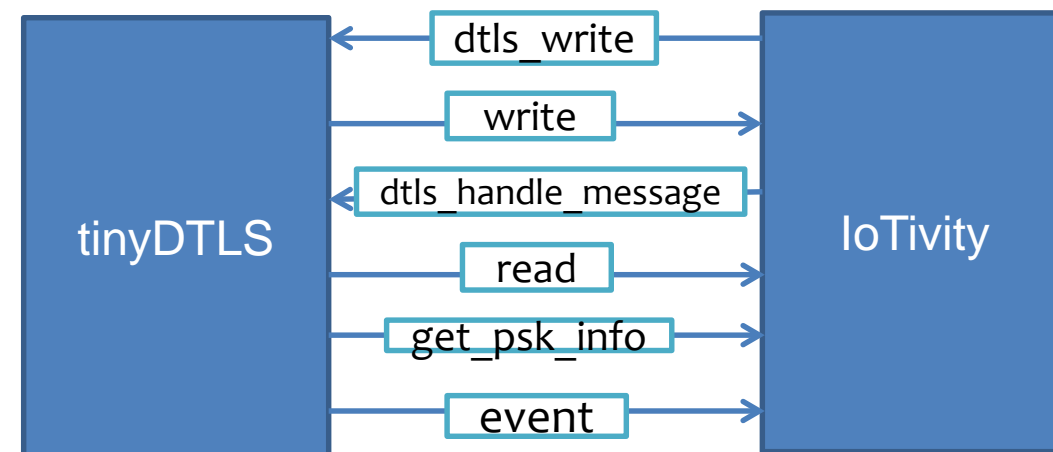 dtls_write
write
dtls_handle_message
tinyDTLS
IoTivity
read
get_psk_info
event